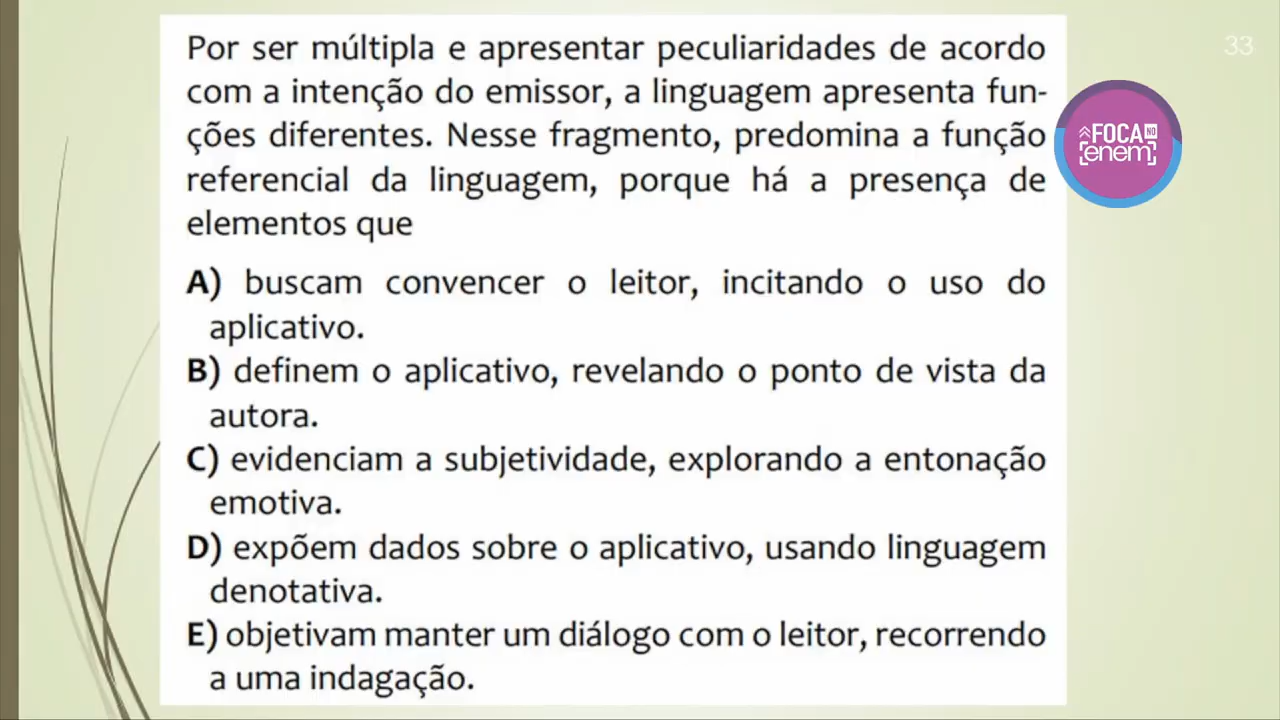 33
Por ser múltipla e apresentar peculiaridades de acordo
com a intenção do emissor, a linguagem apresenta fun-
ções diferentes. Nesse fragmento, predomina a função
referencial da linguagem, porque há a presença de
elementos que
A) buscam convencer o leitor, incitando o uso do
aplicativo.
B) definem o aplicativo, revelando o ponto de vista da
autora.
C) evidenciam a subjetividade, explorando a entonação
emotiva.
D) expõem dados sobre o aplicativo, usando linguagem
denotativa.
E) objetivam manter um diálogo com o leitor, recorrendo
a uma indagação.
FOCA NO
enem